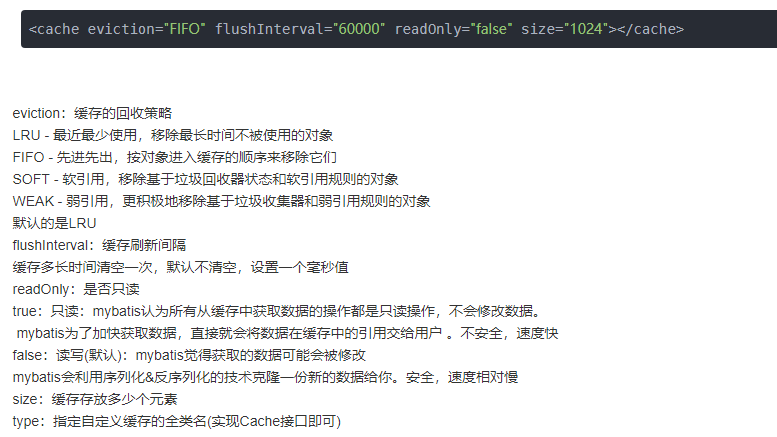 <cache eviction="FIFO" flushInterval="60000" readOnly="false" size="1024"></cache>
eviction：缓存的回收策略
LRU - 最近最少使用，移除最长时间不被使用的对象
FIFO - 先进先出，按对象进入缓存的顺序来移除它们
SOFT - 软引用，移除基于垃圾回收器状态和软引用规则的对象
WEAK - 弱引用，更积极地移除基于垃圾收集器和弱引用规则的对象
默认的是LRU
flushInterval：缓存刷新间隔
缓存多长时间清空一次，默认不清空，设置一个毫秒值
readOnly：是否只读
true：只读：mybatis认为所有从缓存中获取数据的操作都是只读操作，不会修改数据。
mybatis为了加快获取数据，直接就会将数据在缓存中的引用交给用户 。不安全，速度快
false：读写(默认)：mybatis觉得获取的数据可能会被修改
mybatis会利用序列化&反序列化的技术克隆一份新的数据给你。安全，速度相对慢
size：缓存存放多少个元素
type：指定自定义缓存的全类名(实现Cache接口即可)